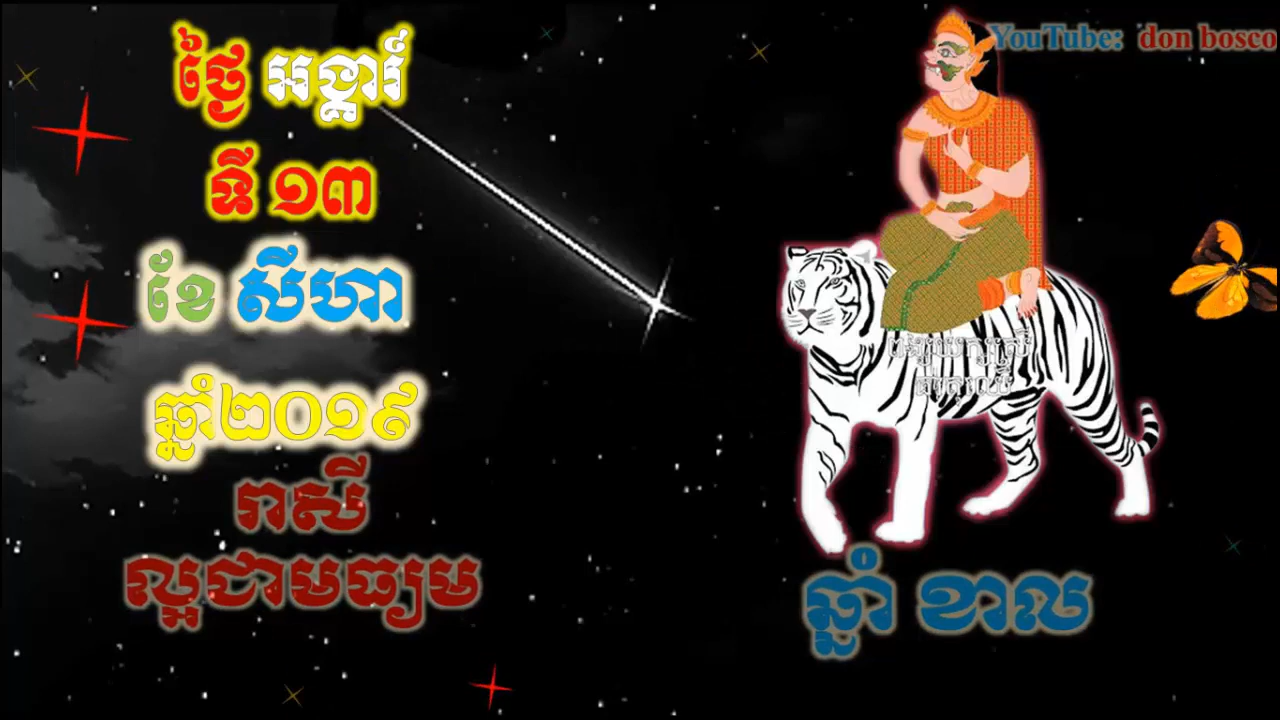 ថ្ងៃ អង្គារ៍
ទី ១៣
ខែ សីហា
ឆ្នាំ២០១៩
រាសី
ល្អជាមធ្យម
YouTube: don bosco
ឆ្នាំ ខាល